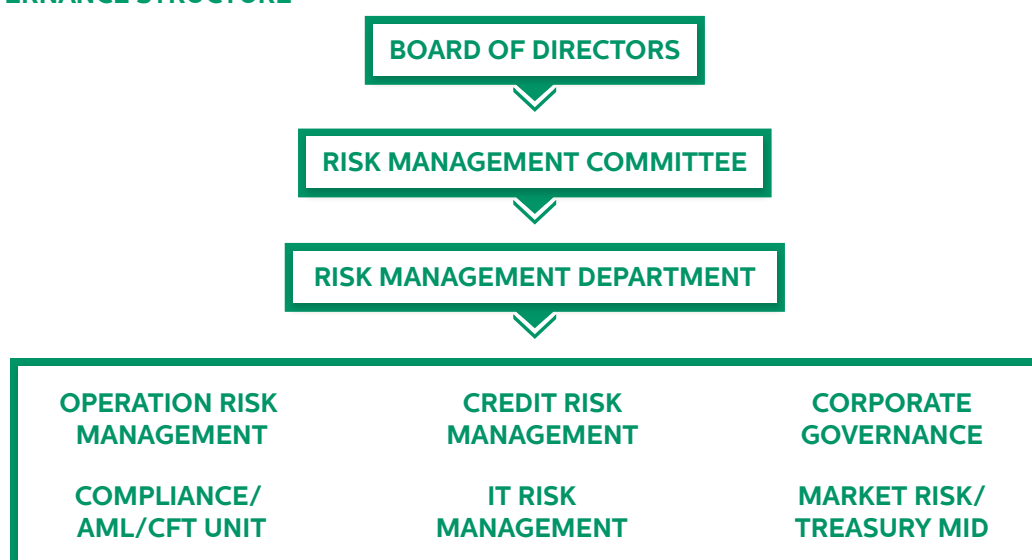 BOARD OF DIRECTORS
RISK MANAGEMENT COMMITTEE
RISK MANAGEMENT DEPARTMENT
OPERATION RISK
MANAGEMENT
CREDIT RISK
MANAGEMENT
CORPORATE
GOVERNANCE
COMPLIANCE/
AML/CFT UNIT
IT RISK
MANAGEMENT
MARKET RISK/
TREASURY MID